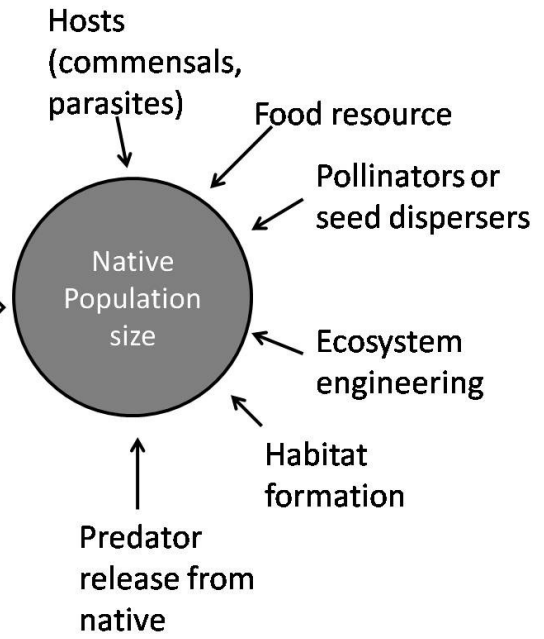 Hosts
(commensals,
parasites)
Food resource
Pollinators or
seed dispersers
Native
Population
size
Ecosystem
engineering
Habitat
formation
Predator
release from
native